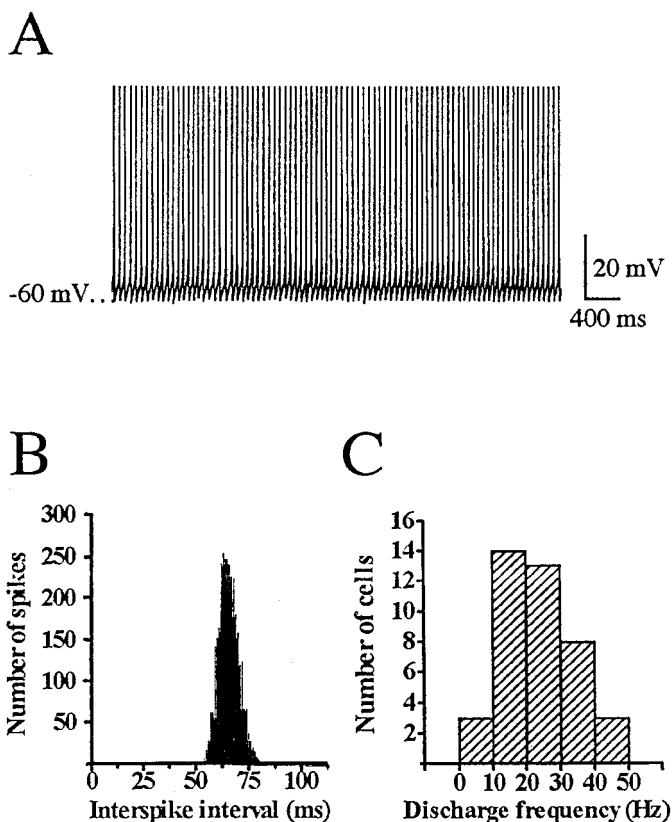 A
-60 mV...
20 mV
400 ms
B
C
300
250
200
150
100
50
Number of spikes
0
25
50
75
100
Interspike interval (ms)
16
14
12
10
8
6
4
2
Number of cells
0
10
20
30
40
50
Discharge frequency (Hz)